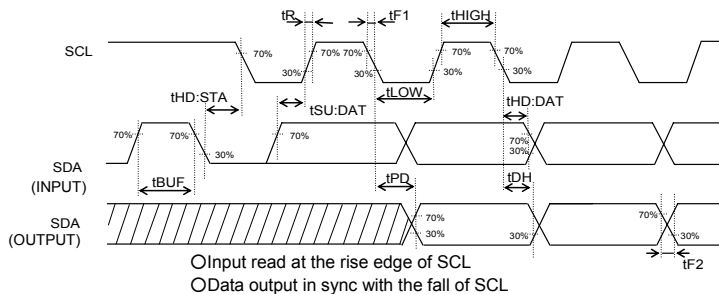 tR tF1 tHIGH
SCL
70% 70% 70% 70% 70%
30% 30% 30% 30%
tHD:STA tSU:DAT tLOW tHD:DAT
70% 70% 70% 70%
30% 30%
SDA
(INPUT)
tBUF tPD tDH
SDA
(OUTPUT)
70% 70%
30% 30% 30%
tF2
○Input read at the rise edge of SCL
○Data output in sync with the fall of SCL